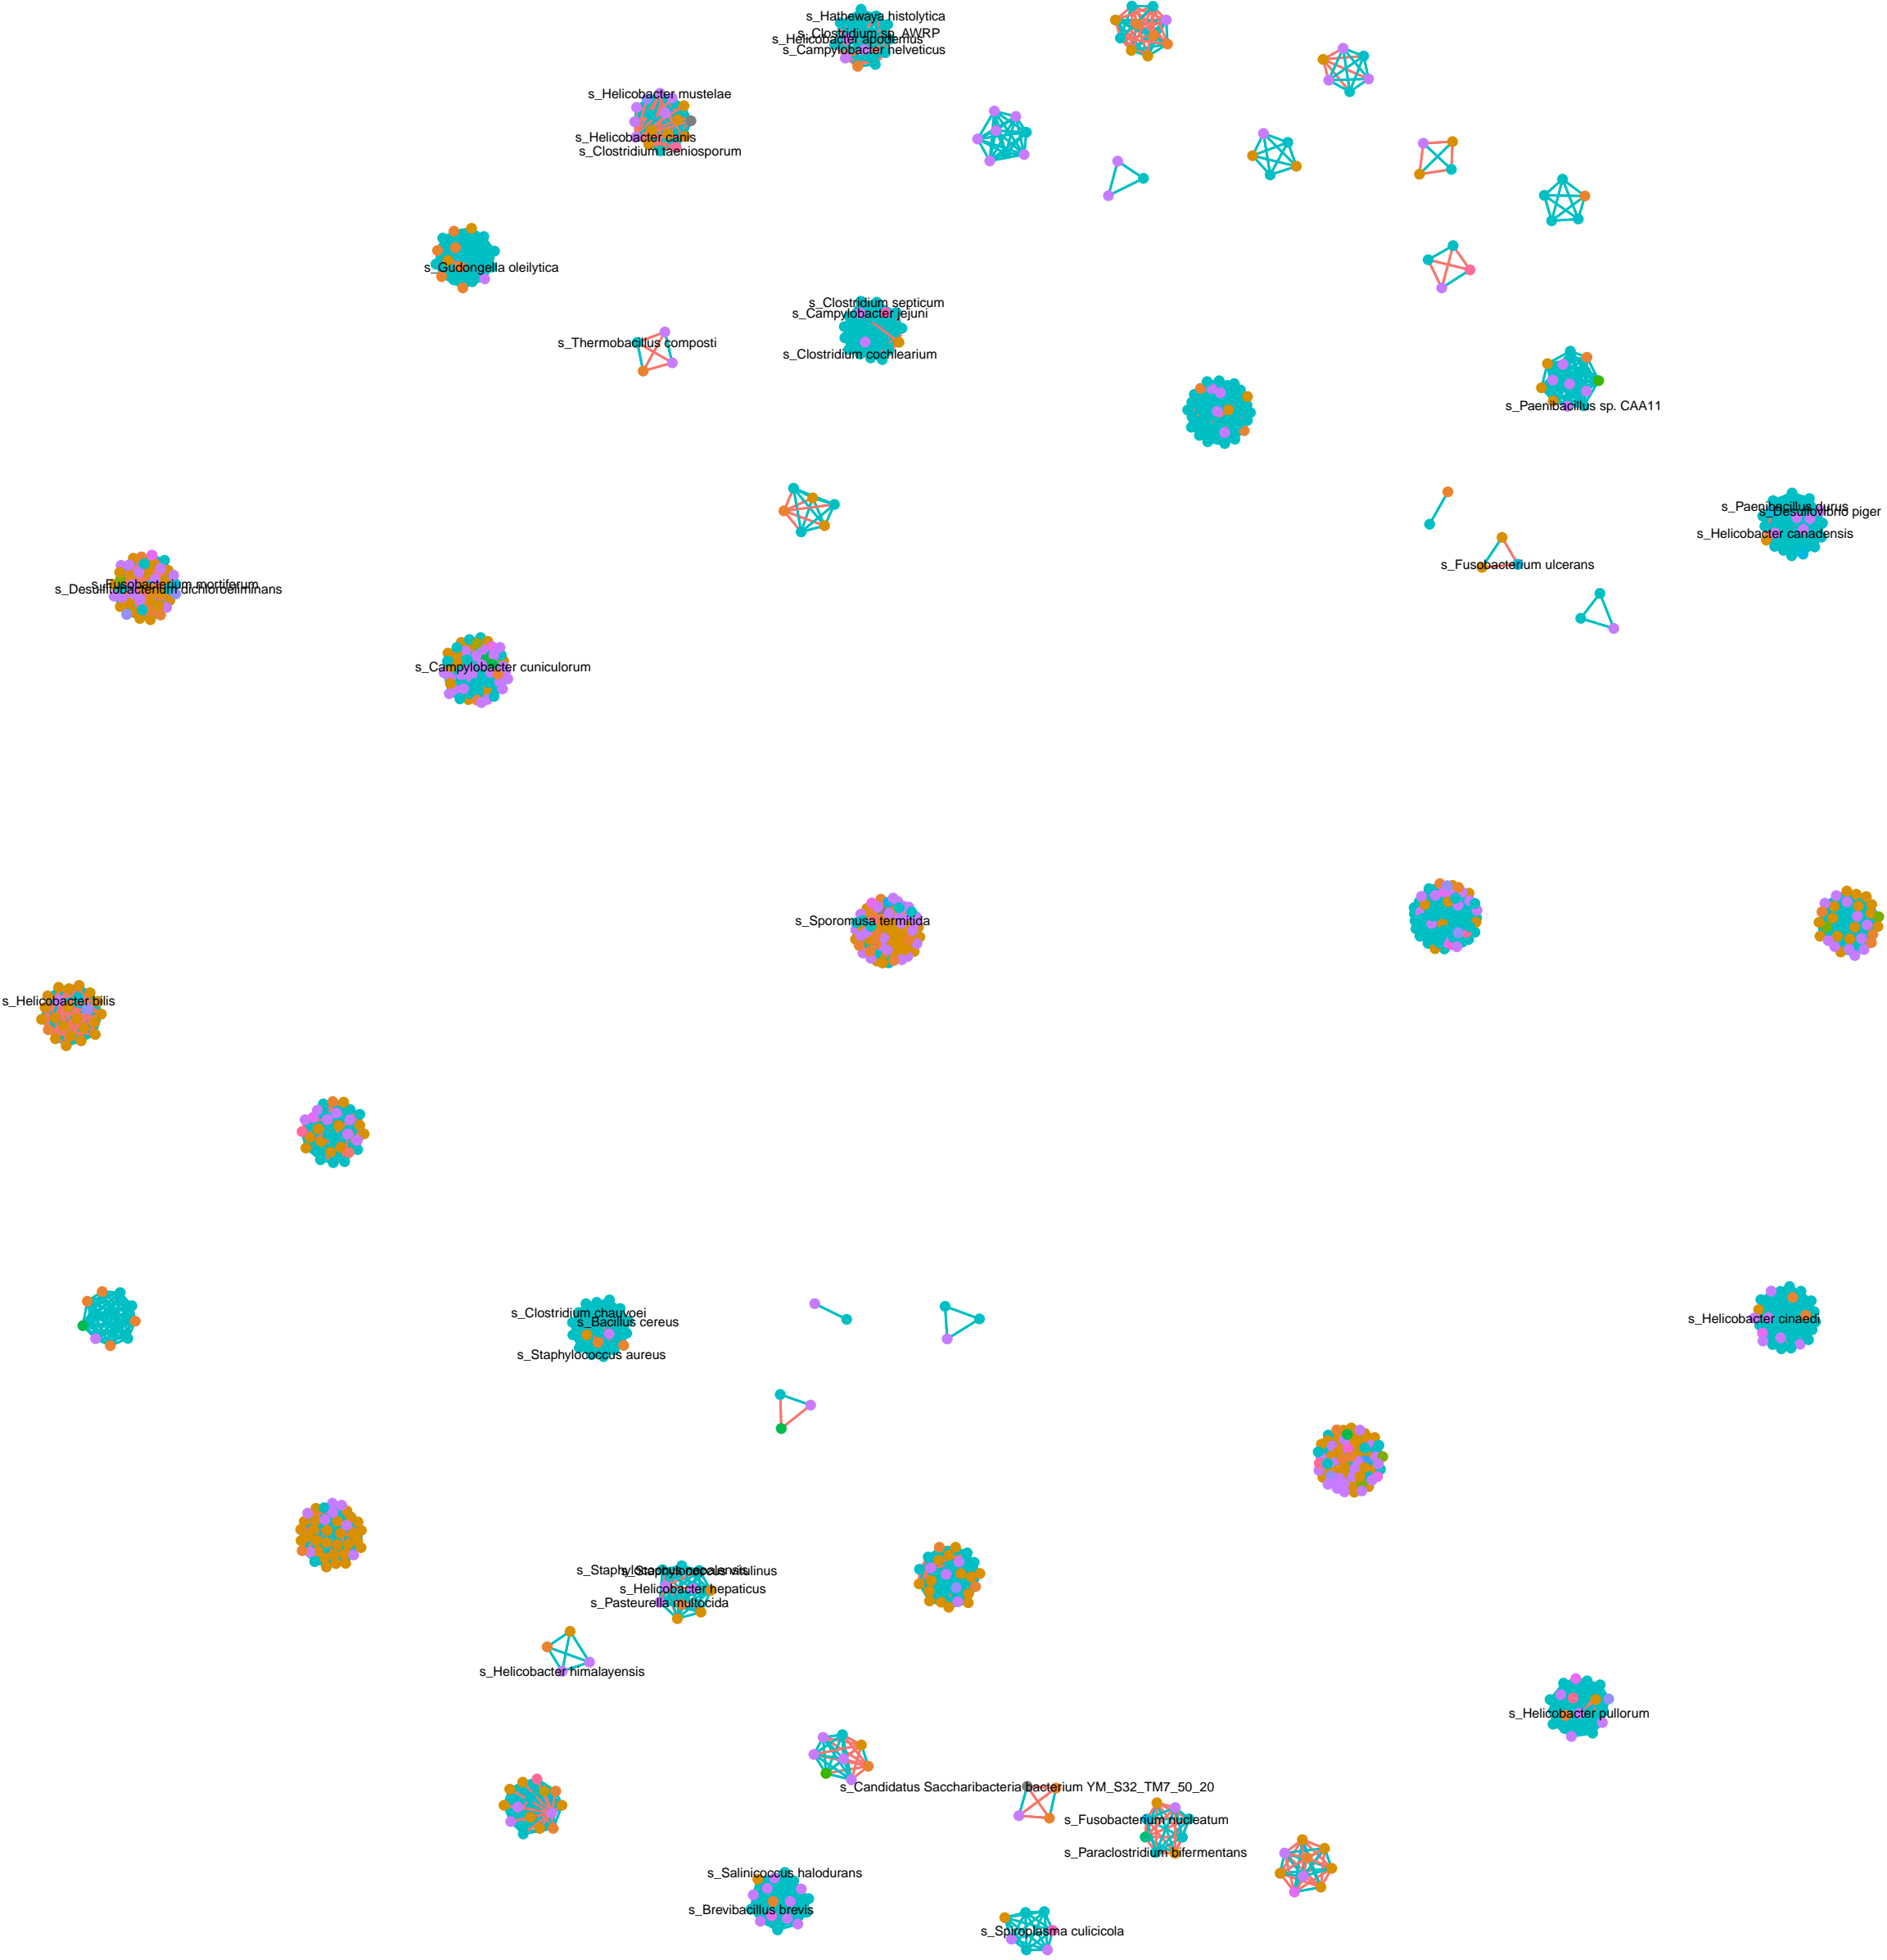 s_Hathewaya histolytica
s_Clostridium sp. AWRP
s_Helicobacter apodemus
s_Campylobacter helveticus
s_Helicobacter mustelae
s_Helicobacter canis
s_Clostridium taeniosporum
s_Gudongella oleilytica
s_Clostridium septicum
s_Campylobacter jejuni
s_Thermobacillus composti
s_Clostridium cochlearium
s_Paenibacillus sp. CAA11
s_Paenibacillus durus
s_Desulfovibrio piger
s_Helicobacter canadensis
s_Fusobacterium ulcerans
s_Fusobacterium mortiferum
s_Desulfitobacterium dichloroeliminans
s_Campylobacter cuniculorum
s_Sporomusa termitida
s_Helicobacter bilis
s_Clostridium chauvoei
s_Bacillus cereus
s_Helicobacter cinaedi
s_Staphylococcus aureus
s_Staphylococcus nepalensis
s_Staphylococcus vitulinus
s_Helicobacter hepaticus
s_Pasteurella multocida
s_Helicobacter himalayensis
s_Helicobacter pullorum
s_Candidatus Saccharibacteria bacterium YM_S32_TM7_50_20
s_Fusobacterium nucleatum
s_Paraclostridium bifermentans
s_Salinicoccus halodurans
s_Brevibacillus brevis
s_Spiroplasma culicicola